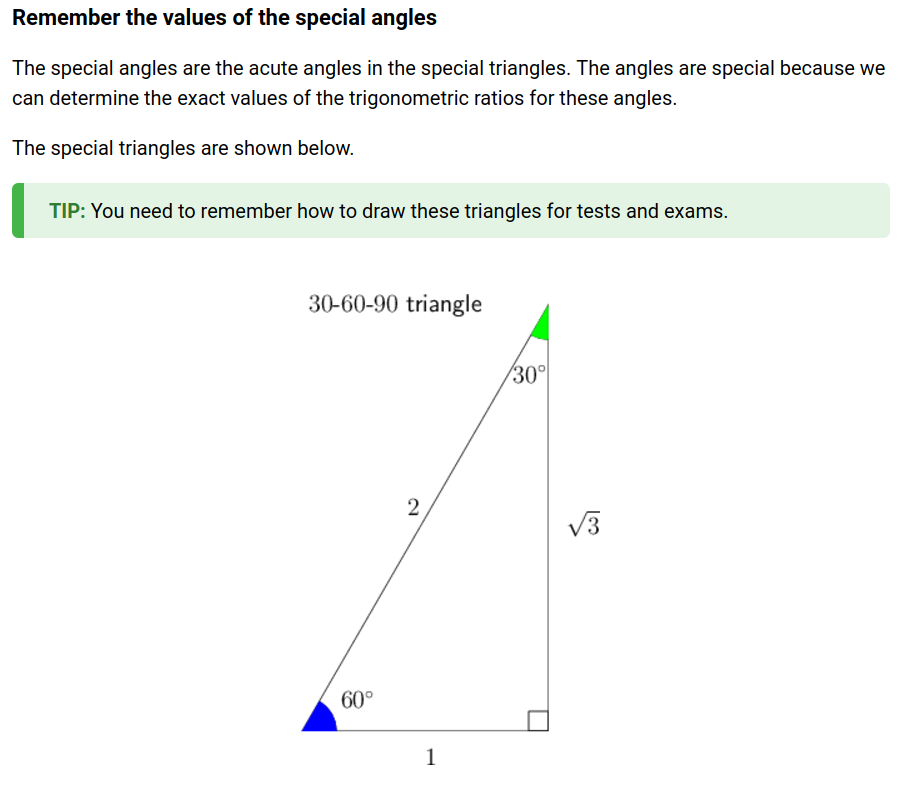 Remember the values of the special angles
The special angles are the acute angles in the special triangles. The angles are special because we
can determine the exact values of the trigonometric ratios for these angles.
The special triangles are shown below.
TIP: You need to remember how to draw these triangles for tests and exams.
30-60-90 triangle
30°
2
√3
60°
1